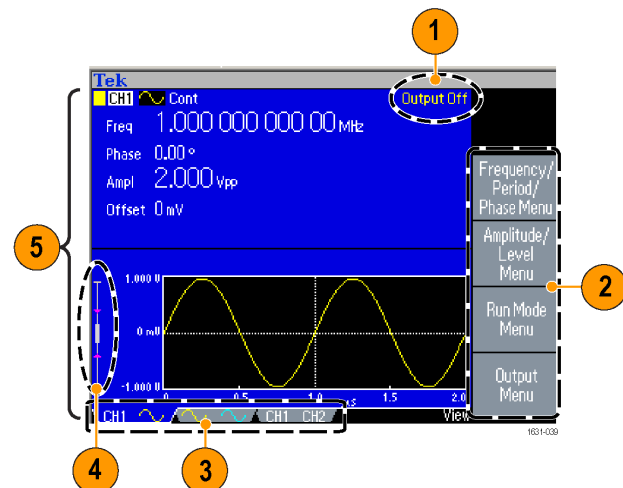 1
Tek
CH1 Cont
Output Off
Freq 1.000 000 000 00 MHz
Phase 0.00 °
Ampl 2.000 Vpp
Offset 0 mV
Frequency/
Period/
Phase Menu
Amplitude/
Level
Menu
Run Mode
Menu
Output
Menu
2
5
1.000 U
0 mU
-1.000 U
0 0.5 1.0 1.5 2.0
CH1 CH1 CH2 View
1631-039
4
3